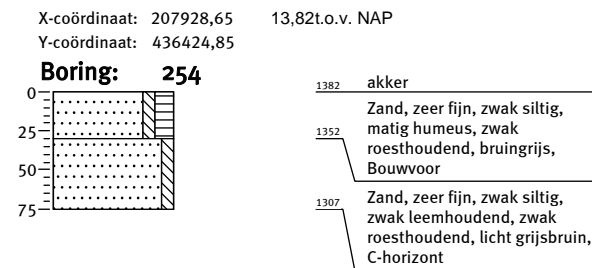 X-coördinaat: 207928,65 13,82t.o.v. NAP
Y-coördinaat: 436424,85
Boring: 254
0
25
50
75
1382 akker
Zand, zeer fijn, zwak siltig,
1352 matig humeus, zwak
roesthoudend, bruingrijs,
Bouwvoor
1307 Zand, zeer fijn, zwak siltig,
zwak leemhoudend, zwak
roesthoudend, licht grijsbruin,
C-horizont